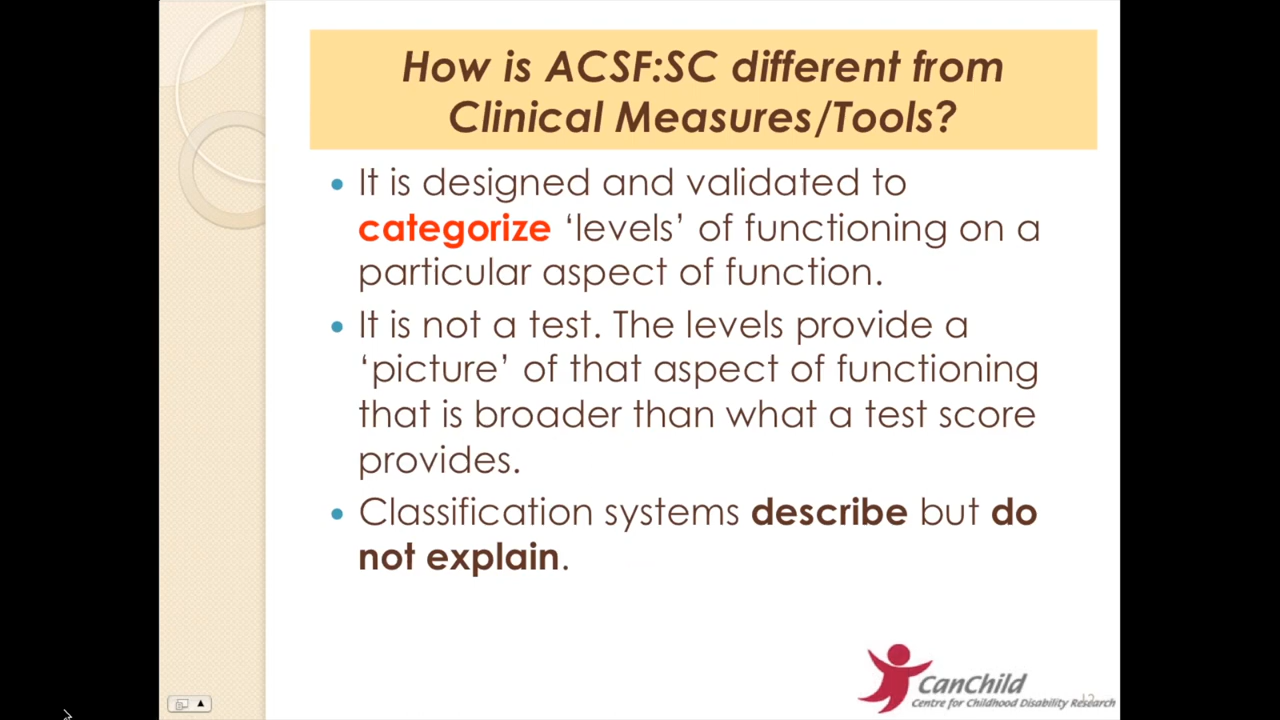 How is ACSF:SC different from
Clinical Measures/Tools?
• It is designed and validated to
categorize ‘levels’ of functioning on a
particular aspect of function.
• It is not a test. The levels provide a
‘picture’ of that aspect of functioning
that is broader than what a test score
provides.
• Classification systems describe but do
not explain.
CanChild
Centre for Childhood Disability Research
12